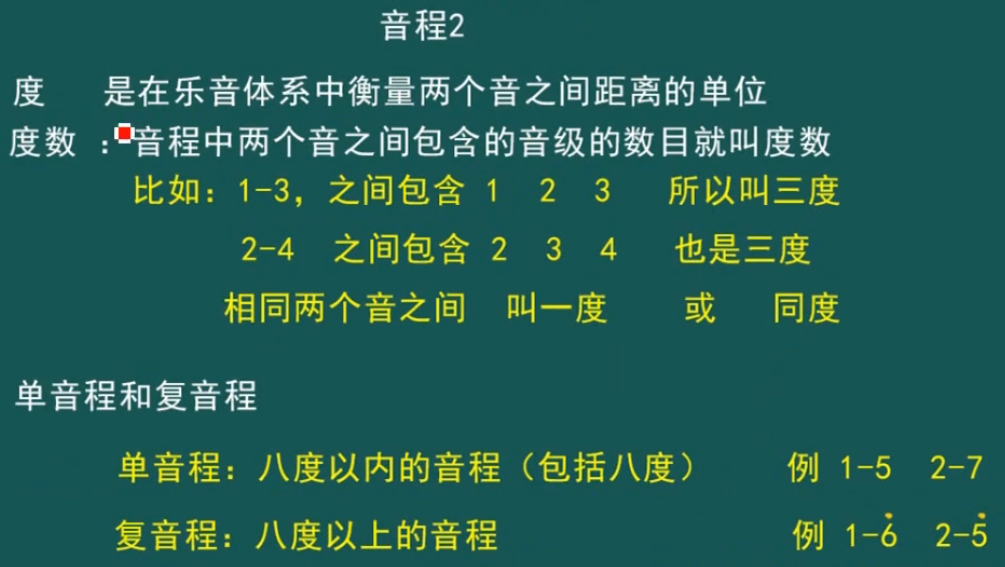 音程2
度 是在乐音体系中衡量两个音之间距离的单位
度数 : 音程中两个音之间包含的音级的数目就叫度数
比如: 1-3, 之间包含 1 2 3 所以叫三度
2-4 之间包含 2 3 4 也是三度
相同两个音之间 叫一度 或 同度
单音程和复音程
单音程: 八度以内的音程（包括八度） 例 1-5 2-7
复音程: 八度以上的音程 例 1-6̇ 2-5̇